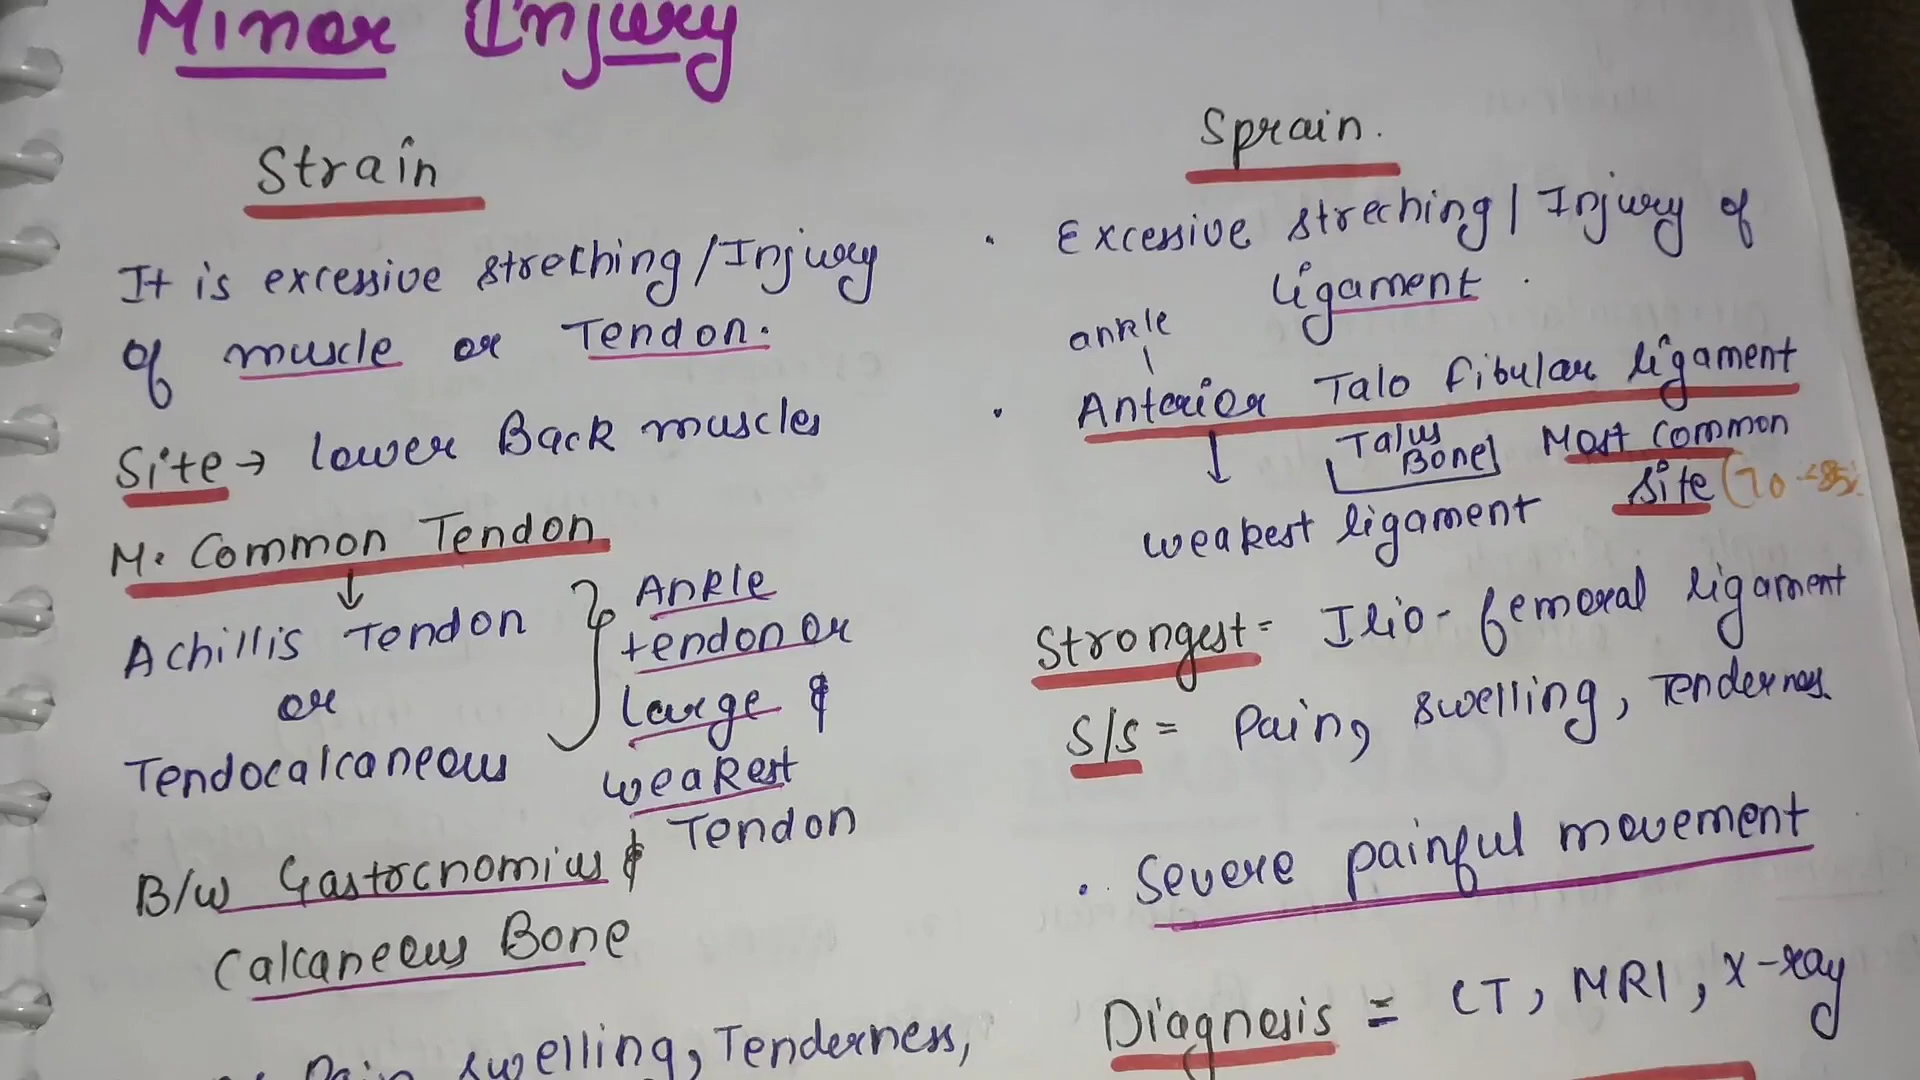 Minor Injury
Strain
It is excessive streching/Injury
of muscle or Tendon.
Site → lower Back muscles
M. Common Tendon
Achillis Tendon
or
Tendocalcaneous
Ankle
tendon or
large &
weakest
Tendon
B/w Gastrocnomius &
Calcaneous Bone
Pain, swelling, Tenderness,
Sprain.
Excessive streching/Injury of
ligament.
ankle
Anterior Talo fibular ligament
Talus
Bone
Most Common
site (70-85%
weakest ligament
Strongest = Ilio-femoral ligament
S/S = Pain, swelling, Tenderness.
Severe painful movement
Diagnosis = CT, MRI, X-ray